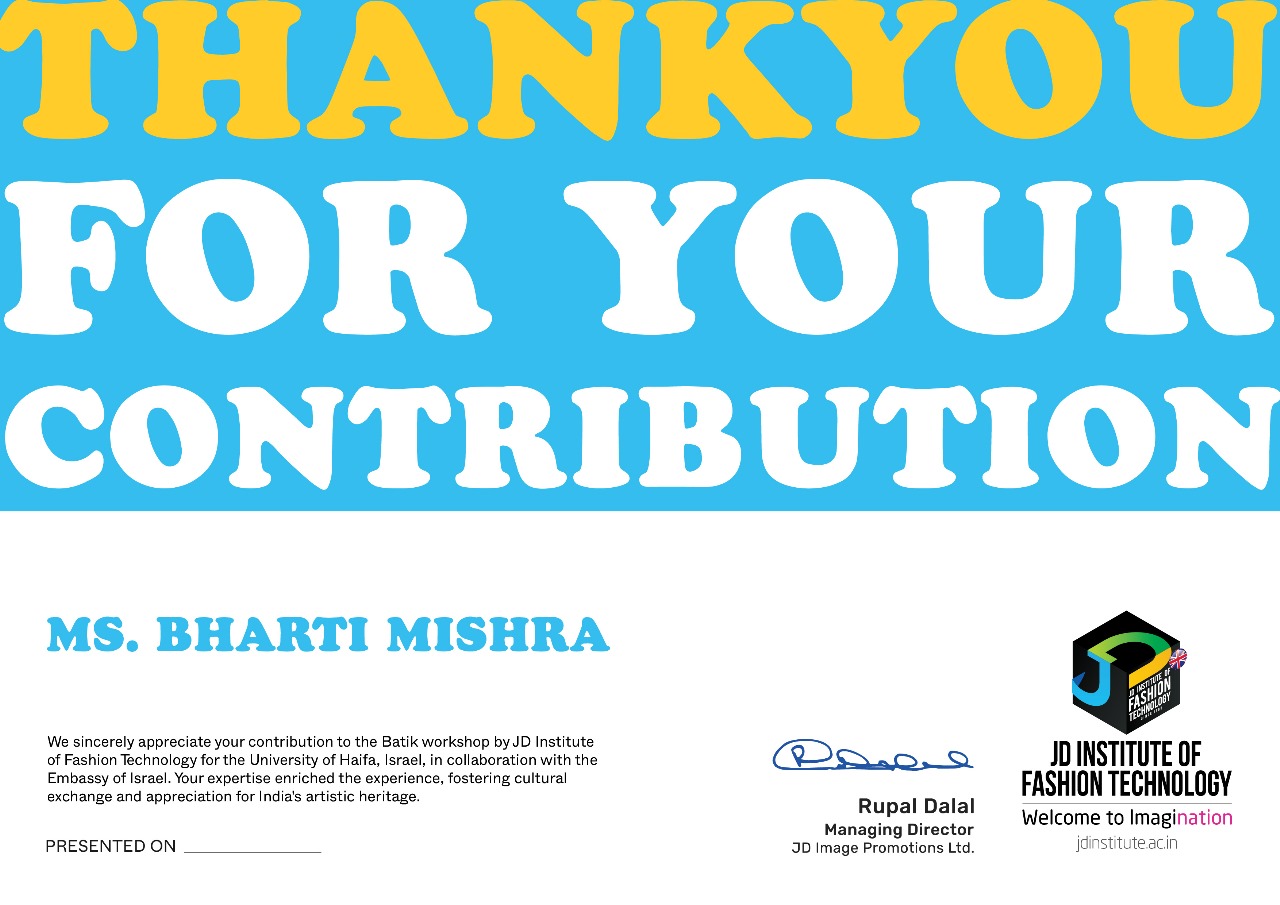 THANKYOU
FOR YOUR
CONTRIBUTION
MS. BHARTI MISHRA
We sincerely appreciate your contribution to the Batik workshop by JD Institute
of Fashion Technology for the University of Haifa, Israel, in collaboration with the
Embassy of Israel. Your expertise enriched the experience, fostering cultural
exchange and appreciation for India's artistic heritage.
PRESENTED ON _______________
Rupal Dalal
Managing Director
JD Image Promotions Ltd.
JD
JD INSTITUTE OF
FASHION
TECHNOLOGY
JD INSTITUTE OF
FASHION TECHNOLOGY
Welcome to Imagination
jdinstitute.ac.in